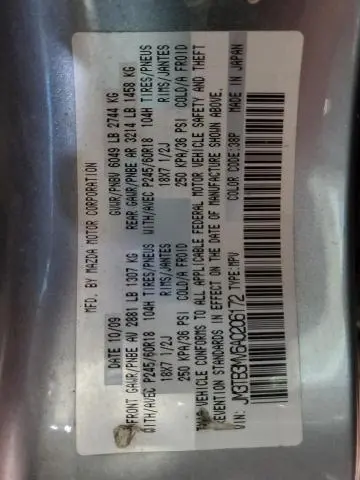 MFD. BY MAZDA MOTOR CORPORATION
DATE 10/09 GVWR/PNBV 6049 LB 2744 KG
FRONT GAWR/PNBE AV 2881 LB 1307 KG REAR GAWR/PNBE AR 3214 LB 1458 KG
WITH/AVEC P245/60R18 104H TIRES/PNEUS WITH/AVEC P245/60R18 104H TIRES/PNEUS
18X7 1/2J RIMS/JANTES 18X7 1/2J RIMS/JANTES
250 KPA/36 PSI COLD/A FROID 250 KPA/36 PSI COLD/A FROID
VEHICLE CONFORMS TO ALL APPLICABLE FEDERAL MOTOR VEHICLE SAFETY AND THEFT
EVENTION STANDARDS IN EFFECT ON THE DATE OF MANUFACTURE SHOWN ABOVE.
VIN: JM3TB3MV6A0206172 TYPE:MPV COLOR CODE:38P MADE IN JAPAN